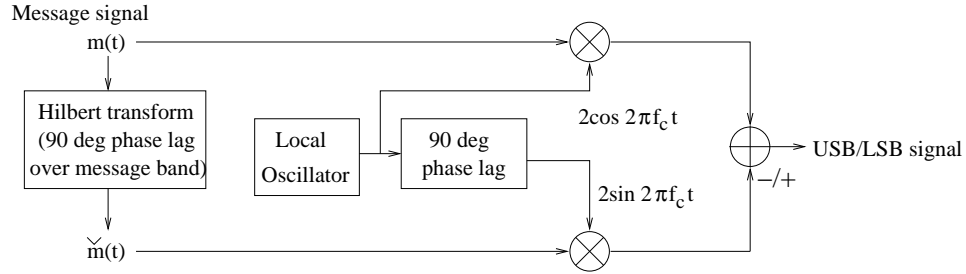 Message signal
m(t)
Hilbert transform
(90 deg phase lag
over message band)
m̌(t)
Local
Oscillator
90 deg
phase lag
2cos 2πf_c t
2sin 2πf_c t
−/+
USB/LSB signal